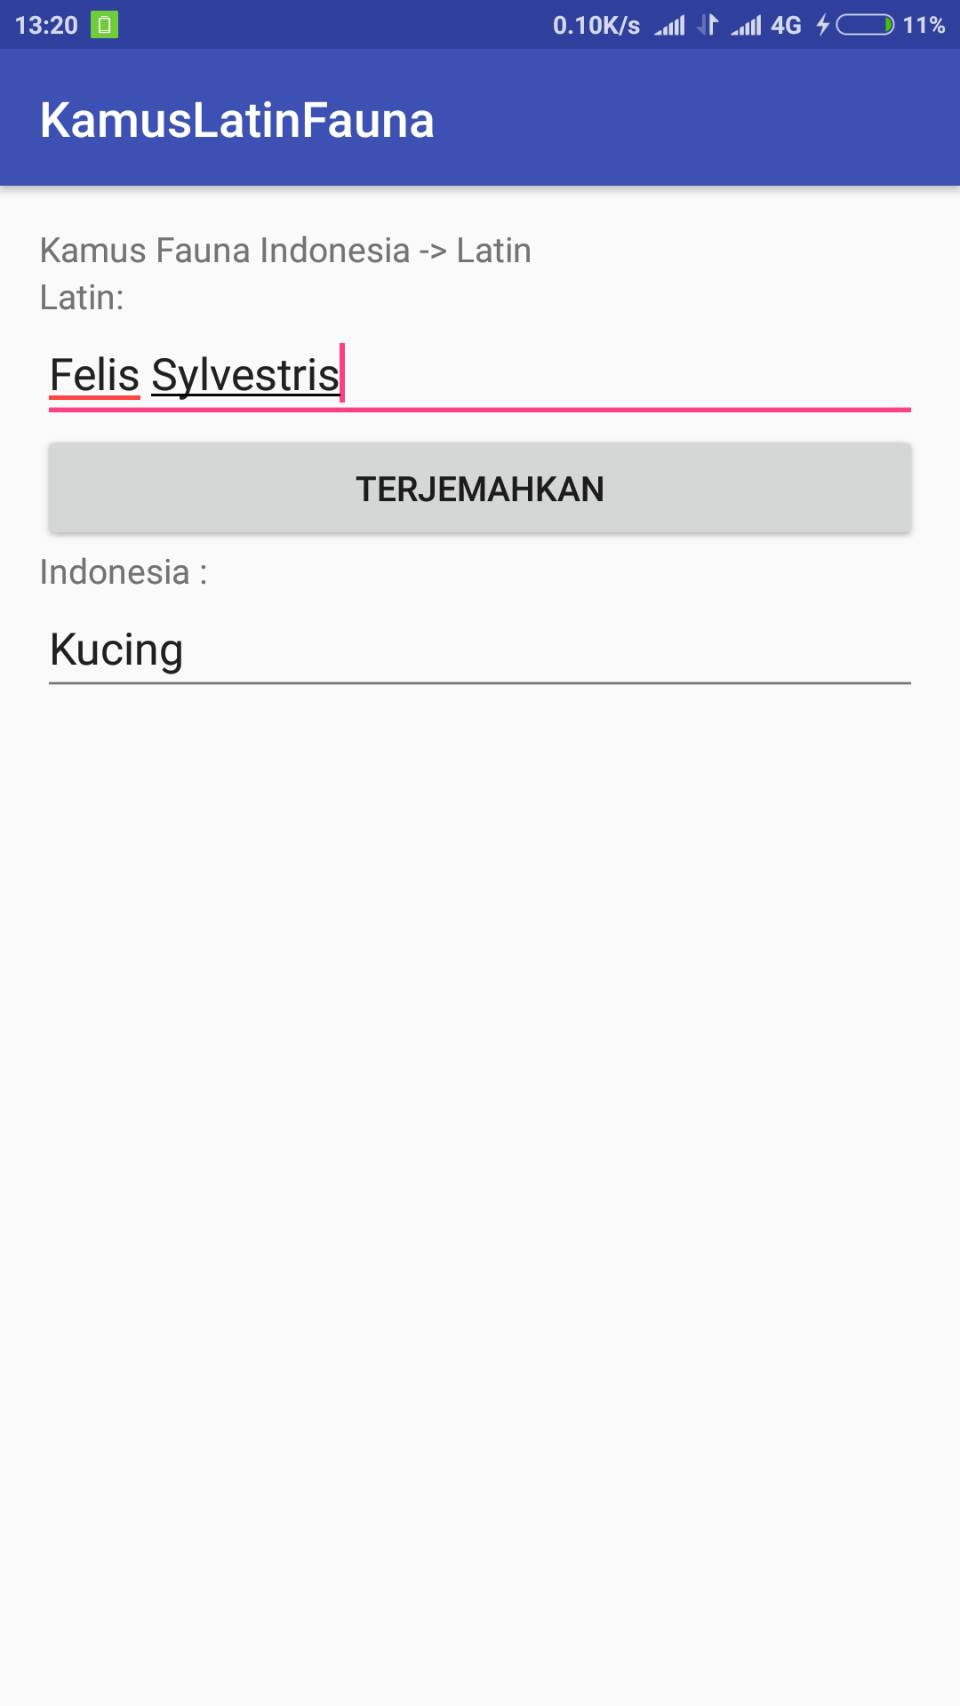 13:20 0.10K/s 4G 11%
KamusLatinFauna
Kamus Fauna Indonesia -> Latin
Latin:
Felis Sylvestris
TERJEMAHKAN
Indonesia :
Kucing